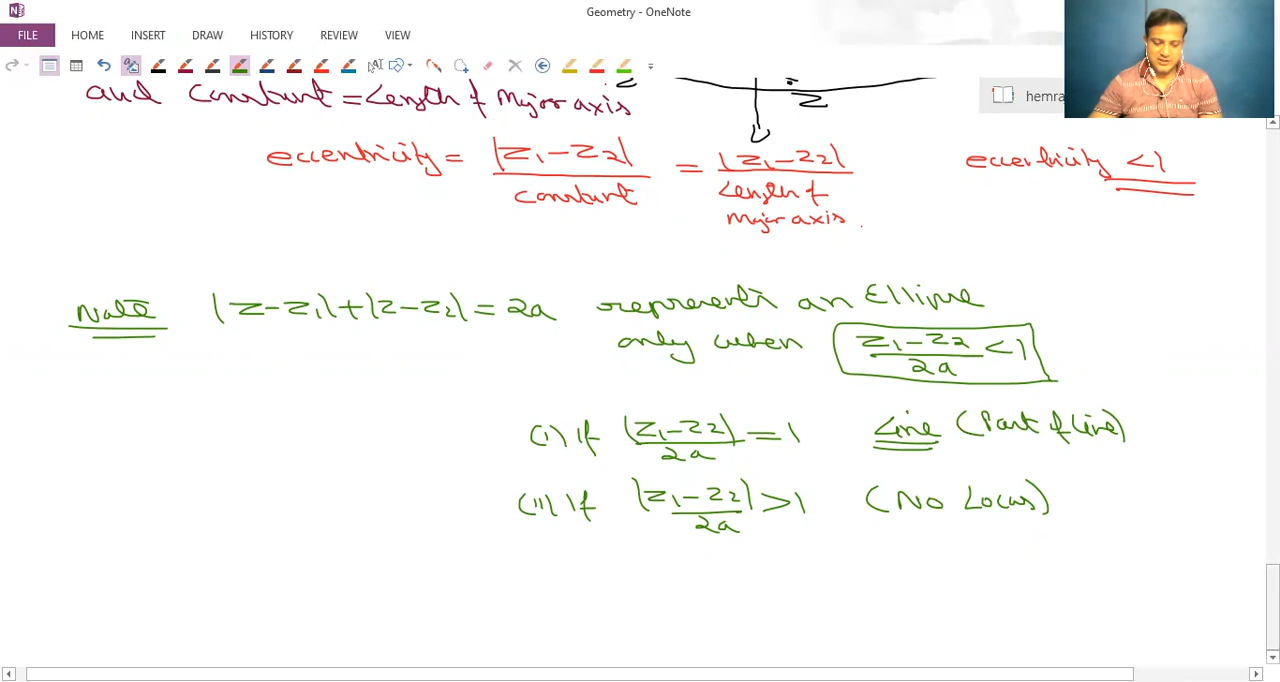 Geometry - OneNote
FILE HOME INSERT DRAW HISTORY REVIEW VIEW
and Constant = Length of Major axis
z
z
hemra
eccentricity = |z₁-z₂| / constant = |z₁-z₂| / Length of Major axis
eccentricity <1
Note |z-z₁|+|z-z₂| = 2a represents an Ellipse
only when z₁-z₂ / 2a <1
(i) If |z₁-z₂| / 2a = 1 Line (Part of Line)
(ii) If |z₁-z₂| / 2a >1 (No Locus)